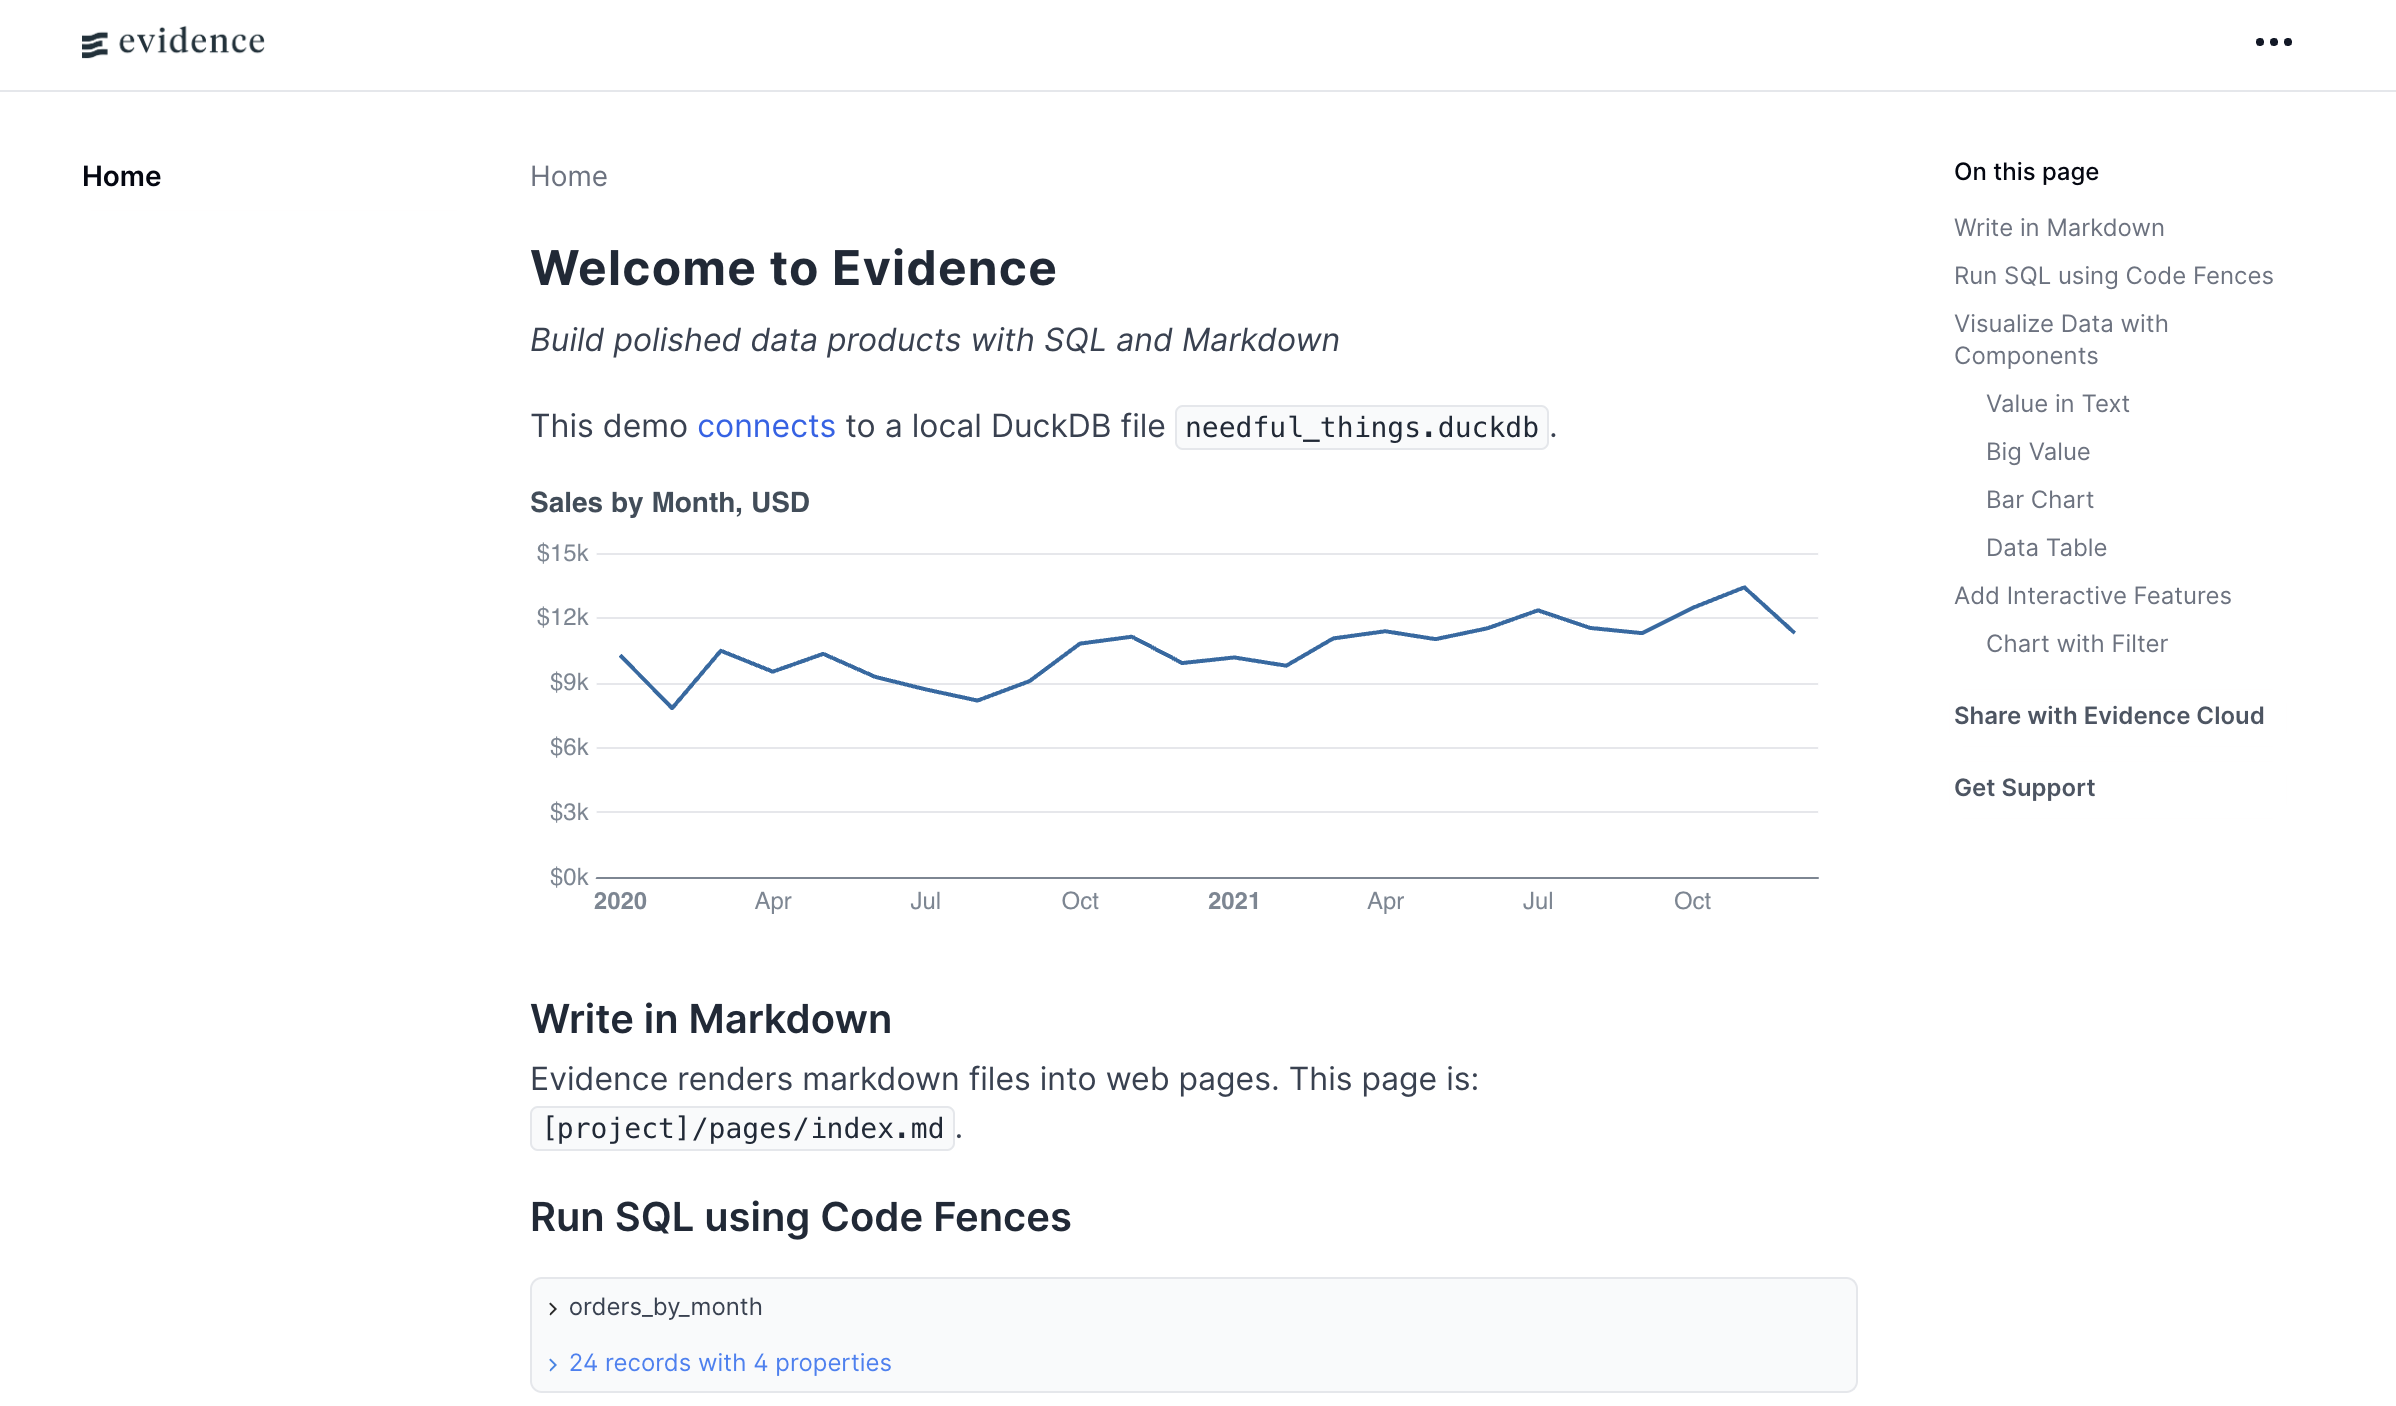 evidence
Home
Home
Welcome to Evidence
Build polished data products with SQL and Markdown
This demo connects to a local DuckDB file needful_things.duckdb.
Sales by Month, USD
$15k
$12k
$9k
$6k
$3k
$0k
2020 Apr Jul Oct 2021 Apr Jul Oct
Write in Markdown
Evidence renders markdown files into web pages. This page is:
[project]/pages/index.md.
Run SQL using Code Fences
orders_by_month
24 records with 4 properties
On this page
Write in Markdown
Run SQL using Code Fences
Visualize Data with
Components
Value in Text
Big Value
Bar Chart
Data Table
Add Interactive Features
Chart with Filter
Share with Evidence Cloud
Get Support